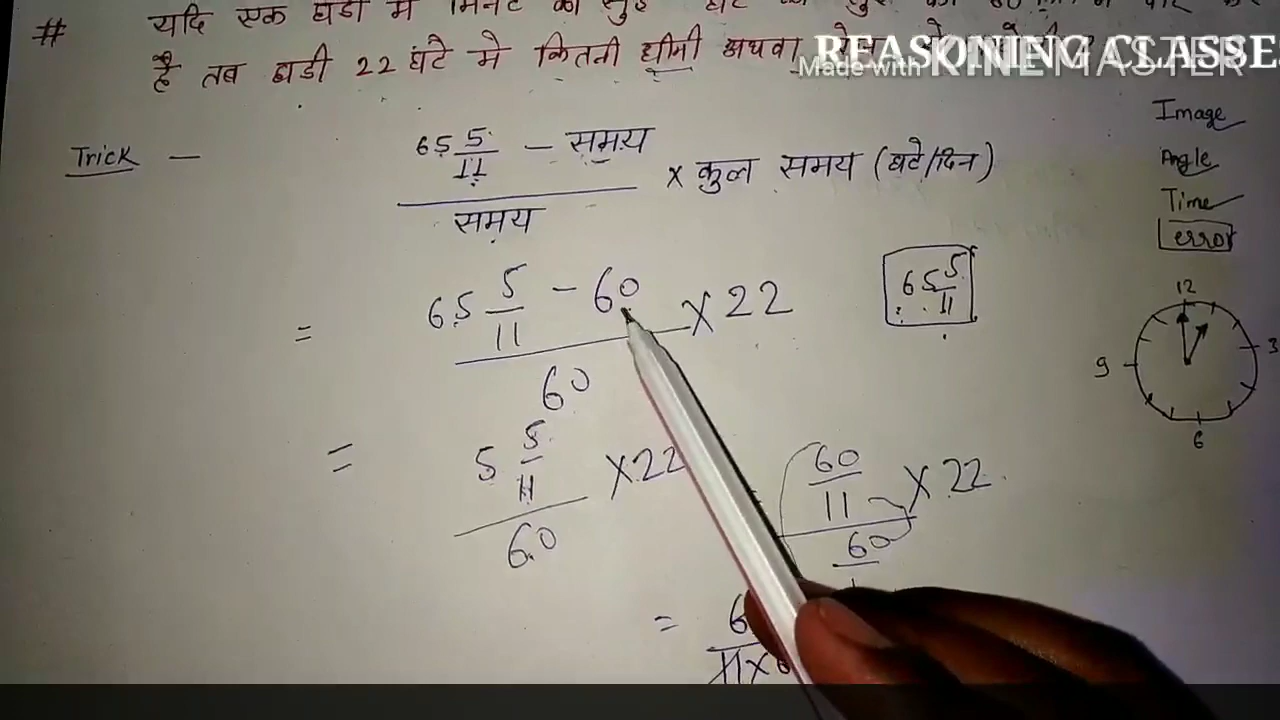 # यदि एक घडी मे मिनट
है तब घडी 22 घंटे मे कितनी धीमी अथवा
REASONING CLASSES
Made with KINEMASTER
Trick — 65 5/11 - समय / समय × कुल समय (घंटे/दिन)
= 65 5/11 - 60 / 60 × 22
65 5/11
= 5 5/11 / 60 × 22
60/11 / 60 × 22
=
Image
Angle
Time
error
12
3
9
6